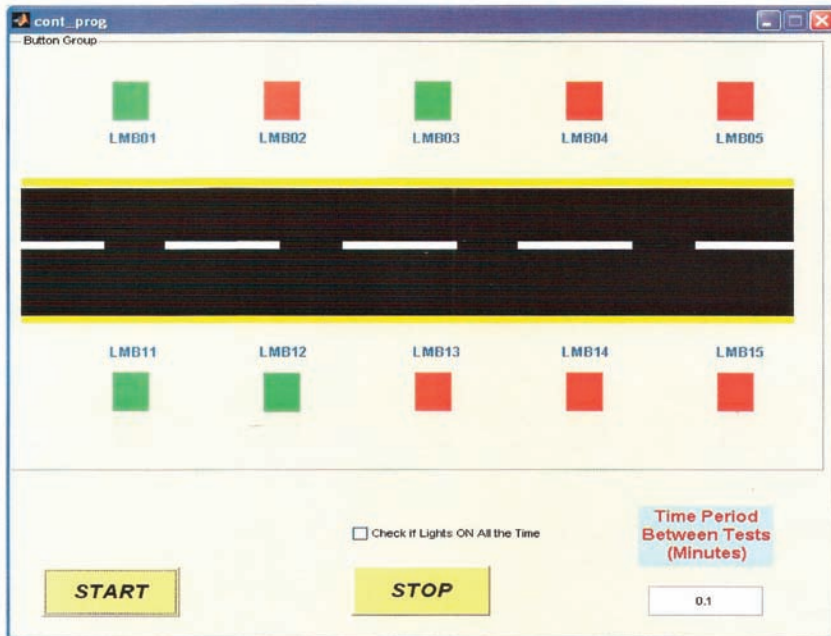 cont_prog
Button Group
LMB01 LMB02 LMB03 LMB04 LMB05
LMB11 LMB12 LMB13 LMB14 LMB15
Check if Lights ON All the Time
Time Period
Between Tests
(Minutes)
START
STOP
0.1